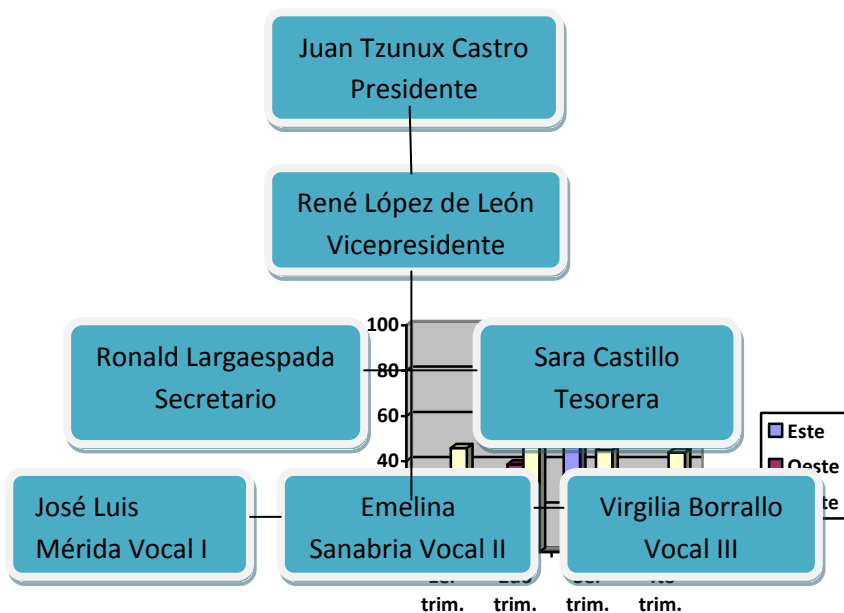 Juan Tzunux Castro
Presidente
René López de León
Vicepresidente
100
Ronald Largaespada
Secretario
80
Sara Castillo
Tesorera
60
Este
40
Oeste
José Luis
Mérida Vocal I
Emelina
Sanabria Vocal II
Virgilia Borrallo
Vocal III
trim.
trim.
trim.
trim.